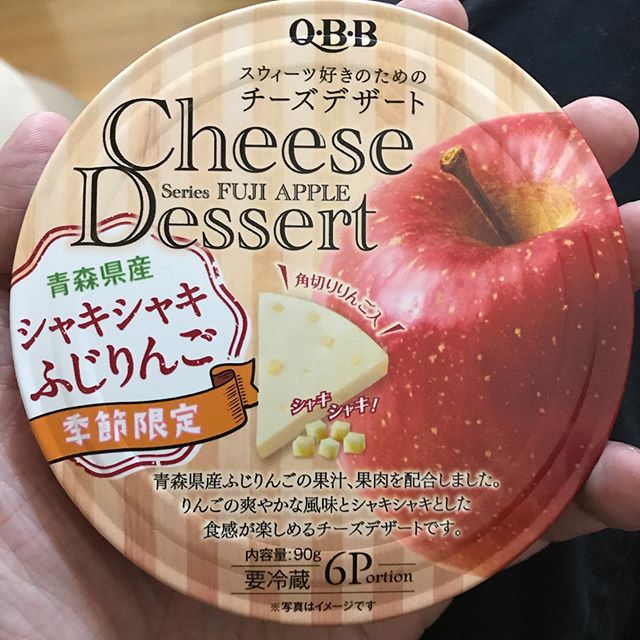 Q·B·B
スウィーツ好きのための
チーズデザート
Cheese
Series FUJI APPLE
Dessert
青森県産
シャキシャキ
ふじりんご
季節限定
角切りりんご入
シャキ
シャキ!
青森県産ふじりんごの果汁、果肉を配合しました。
りんごの爽やかな風味とシャキシャキとした
食感が楽しめるチーズデザートです。
内容量:90g
要冷蔵 6Portion
※写真はイメージです